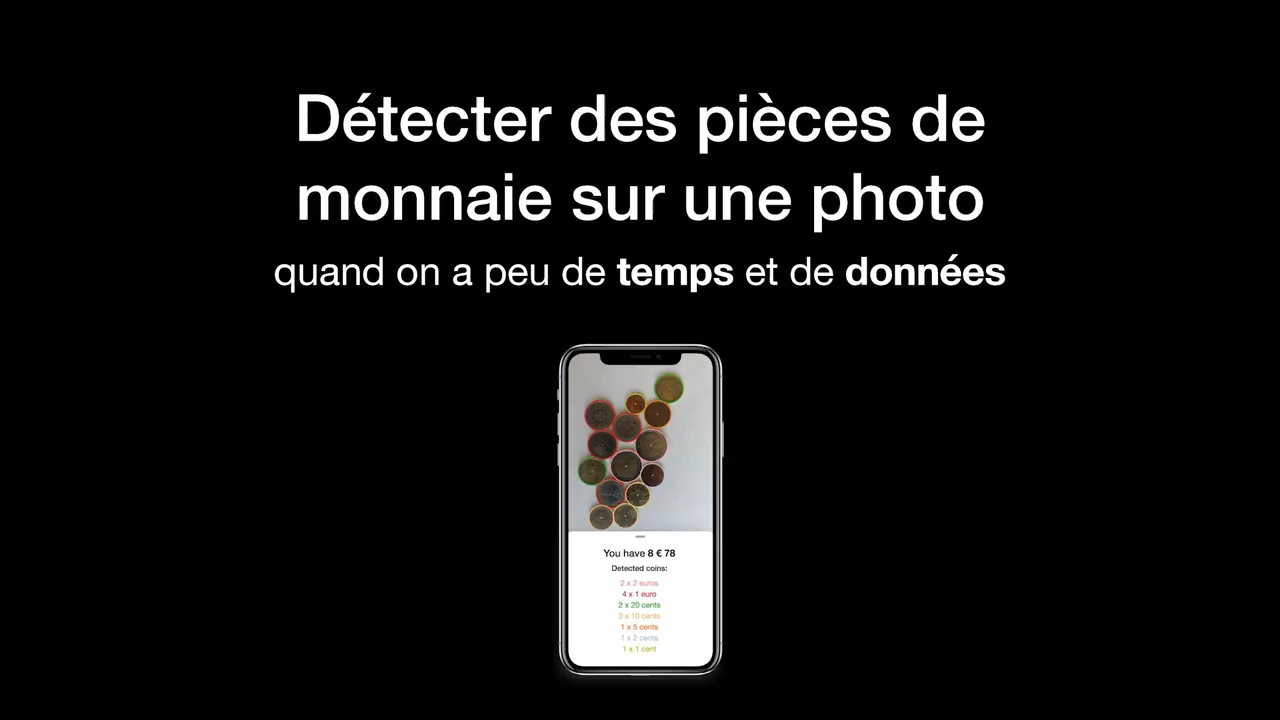 Détecter des pièces de
monnaie sur une photo
quand on a peu de temps et de données
You have 8 € 78
Detected coins:
2 x 2 euros
4 x 1 euro
2 x 20 cents
3 x 10 cents
1 x 5 cents
1 x 2 cents
1 x 1 cent